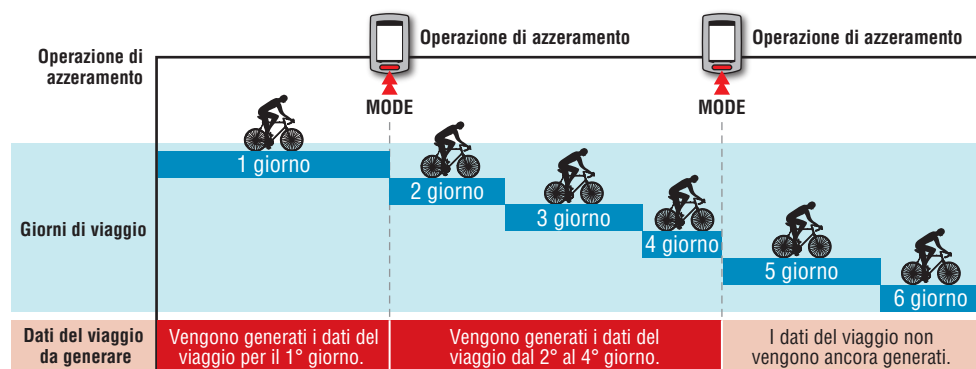 Operazione di azzeramento
Operazione di azzeramento
Operazione di
azzeramento
MODE
MODE
1 giorno
2 giorno
3 giorno
4 giorno
5 giorno
6 giorno
Giorni di viaggio
Dati del viaggio
da generare
Vengono generati i dati del
viaggio per il 1° giorno.
Vengono generati i dati del
viaggio dal 2° al 4° giorno.
I dati del viaggio non
vengono ancora generati.